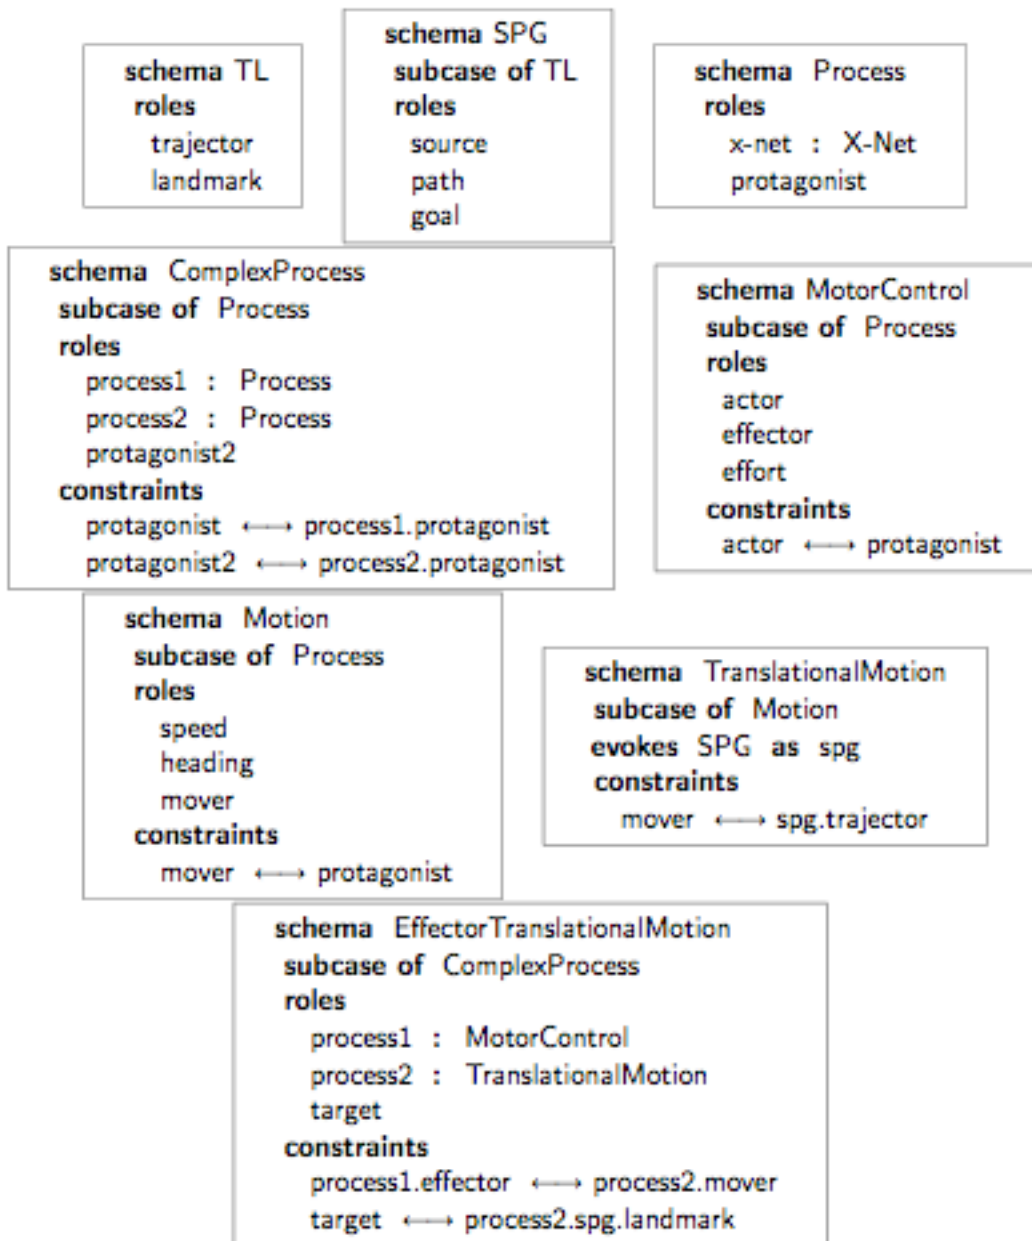 schema TL
roles
trajector
landmark
schema SPG
subcase of TL
roles
source
path
goal
schema Process
roles
x-net : X-Net
protagonist
schema ComplexProcess
subcase of Process
roles
process1 : Process
process2 : Process
protagonist2
constraints
protagonist ⟷ process1.protagonist
protagonist2 ⟷ process2.protagonist
schema MotorControl
subcase of Process
roles
actor
effector
effort
constraints
actor ⟷ protagonist
schema Motion
subcase of Process
roles
speed
heading
mover
constraints
mover ⟷ protagonist
schema TranslationalMotion
subcase of Motion
evokes SPG as spg
constraints
mover ⟷ spg.trajector
schema EffectorTranslationalMotion
subcase of ComplexProcess
roles
process1 : MotorControl
process2 : TranslationalMotion
target
constraints
process1.effector ⟷ process2.mover
target ⟷ process2.spg.landmark